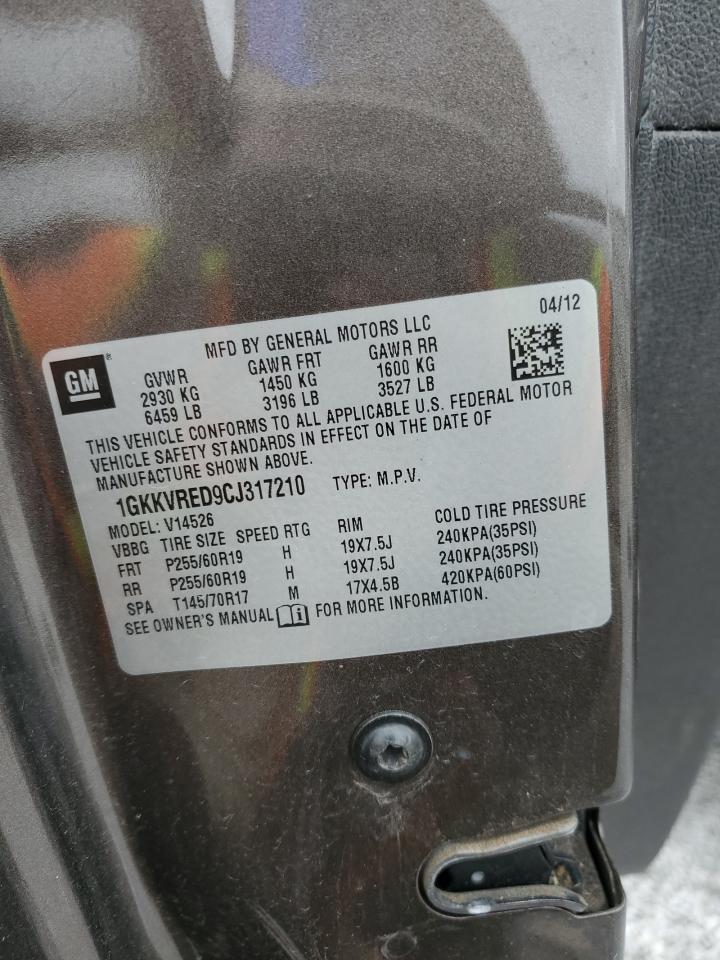 04/12
MFD BY GENERAL MOTORS LLC
GM®
GVWR GAWR FRT GAWR RR
2930 KG 1450 KG 1600 KG
6459 LB 3196 LB 3527 LB
THIS VEHICLE CONFORMS TO ALL APPLICABLE U.S. FEDERAL MOTOR
VEHICLE SAFETY STANDARDS IN EFFECT ON THE DATE OF
MANUFACTURE SHOWN ABOVE.
1GKKVRED9CJ317210 TYPE: M.P.V.
MODEL: V14526
VBBG TIRE SIZE SPEED RTG RIM COLD TIRE PRESSURE
FRT P255/60R19 H 19X7.5J 240KPA(35PSI)
RR P255/60R19 H 19X7.5J 240KPA(35PSI)
SPA T145/70R17 M 17X4.5B 420KPA(60PSI)
SEE OWNER'S MANUAL i FOR MORE INFORMATION.